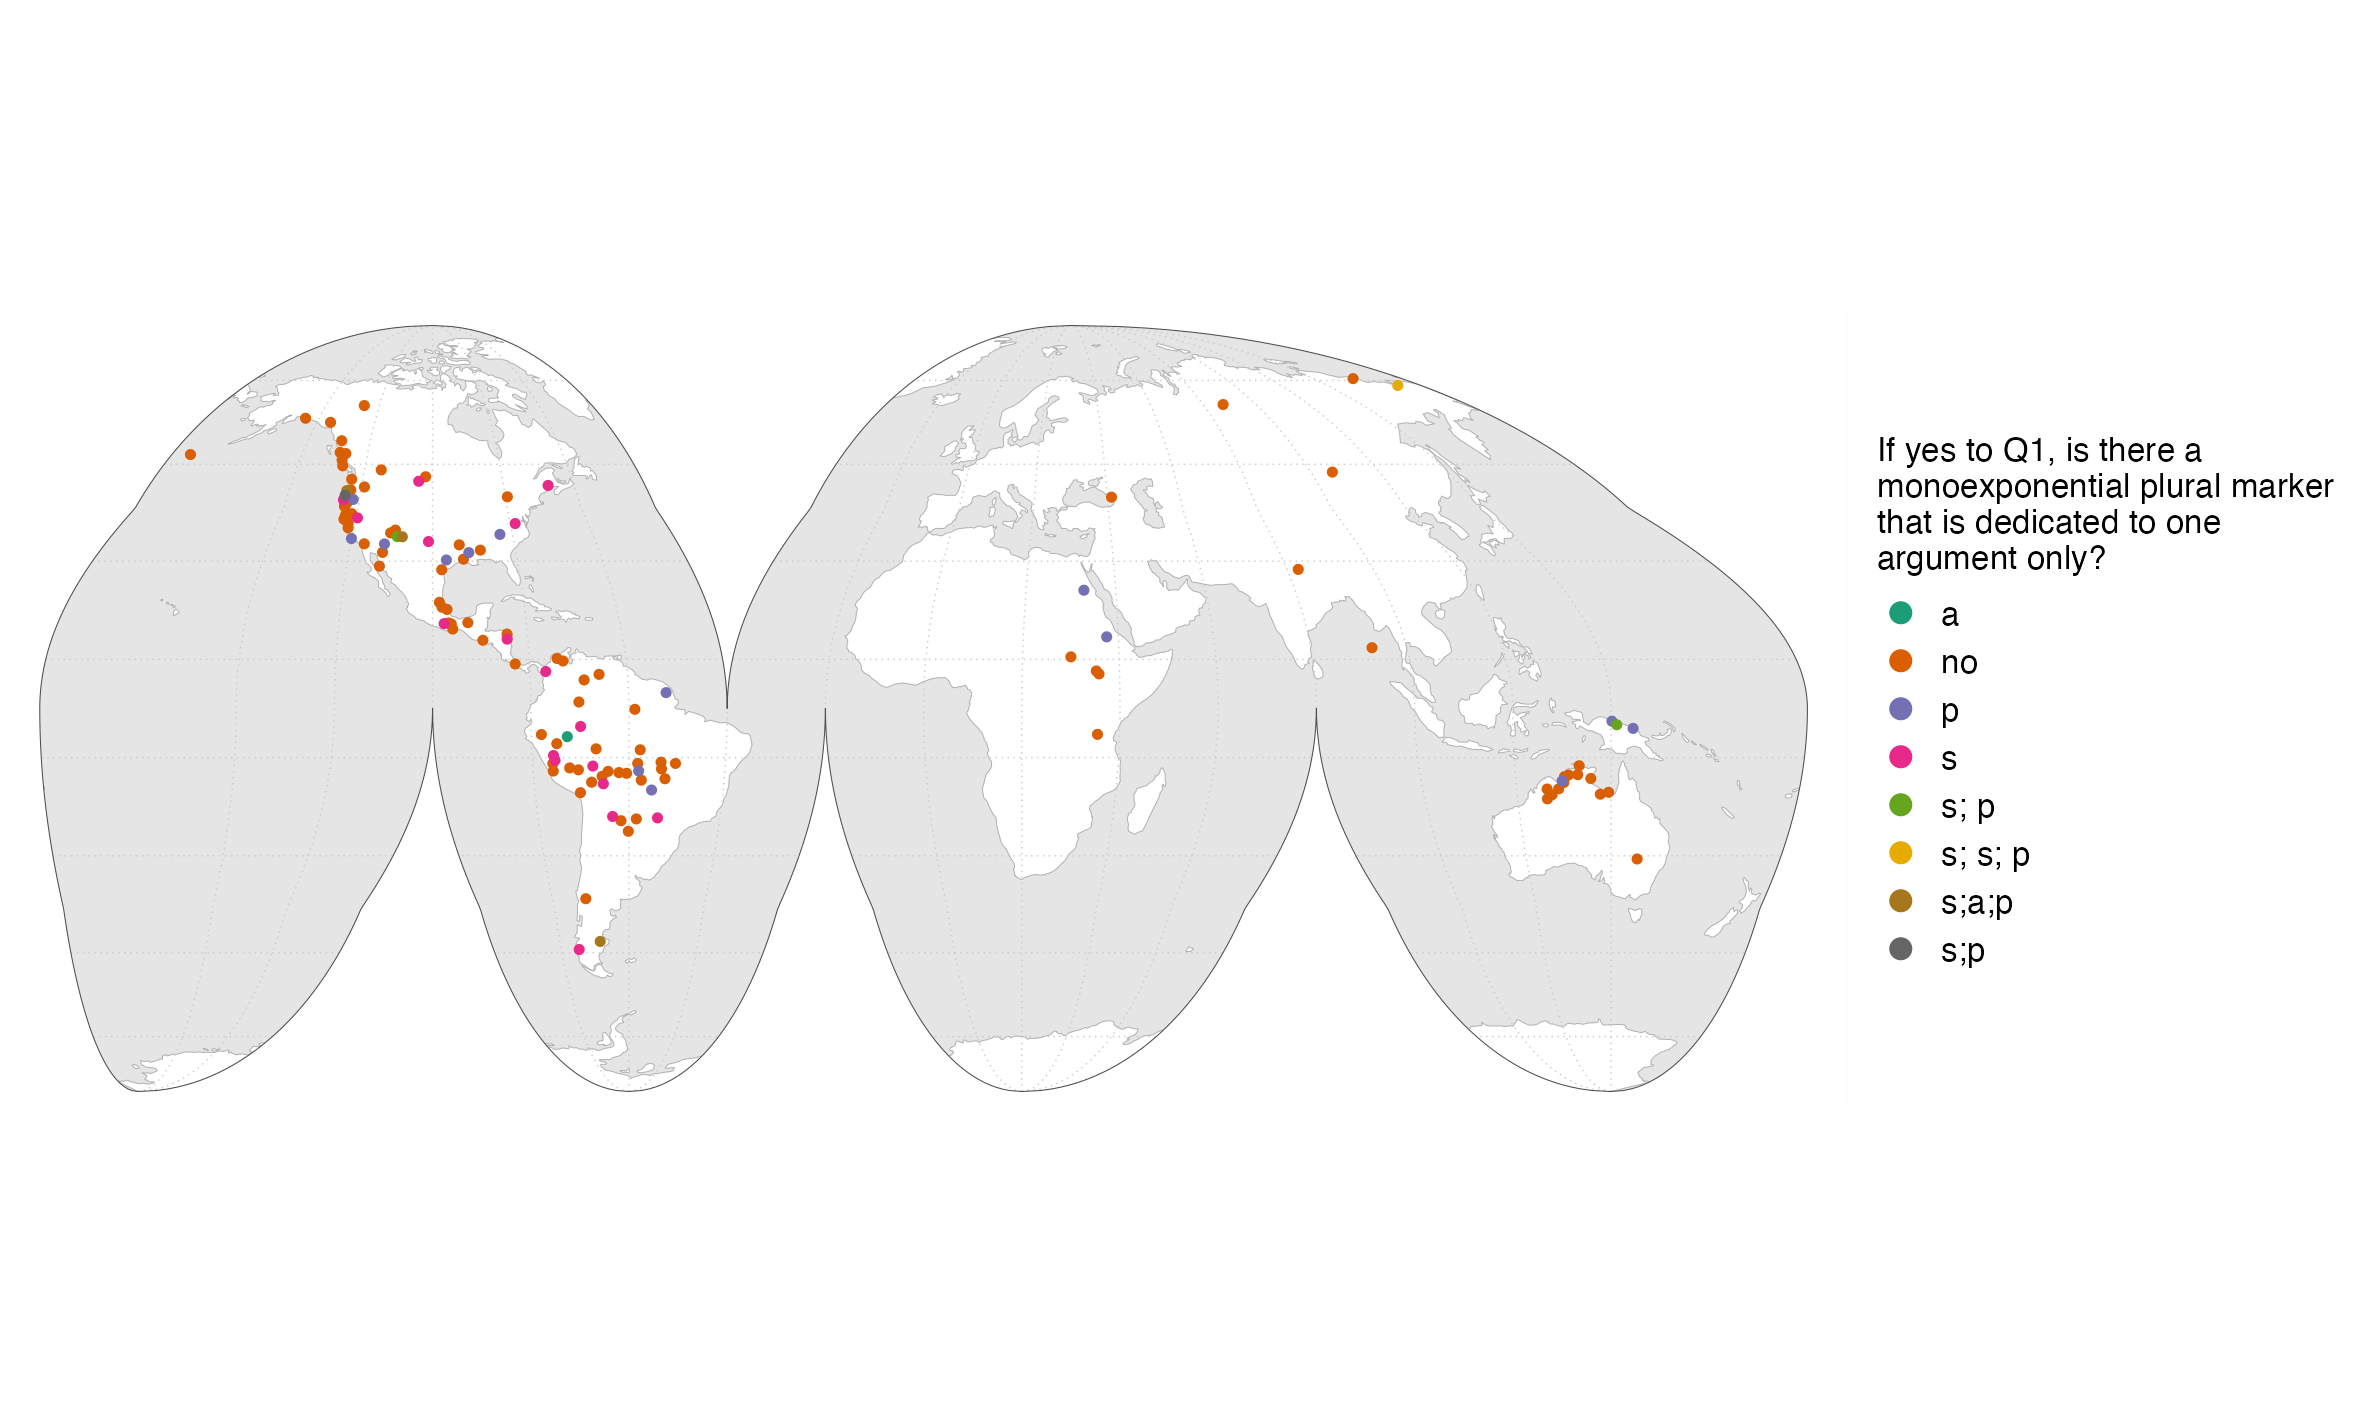 If yes to Q1, is there a
monoexponential plural marker
that is dedicated to one
argument only?
a
no
p
s
s; p
s; s; p
s;a;p
s;p